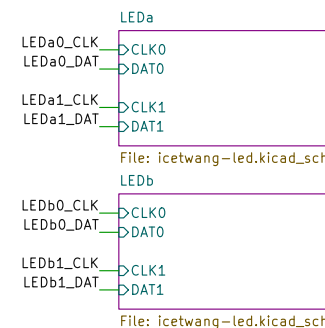 LEDa
LEDa0_CLK CLK0
LEDa0_DAT DAT0
LEDa1_CLK CLK1
LEDa1_DAT DAT1
File: icetwang-led.kicad_sch
LEDb
LEDb0_CLK CLK0
LEDb0_DAT DAT0
LEDb1_CLK CLK1
LEDb1_DAT DAT1
File: icetwang-led.kicad_sch